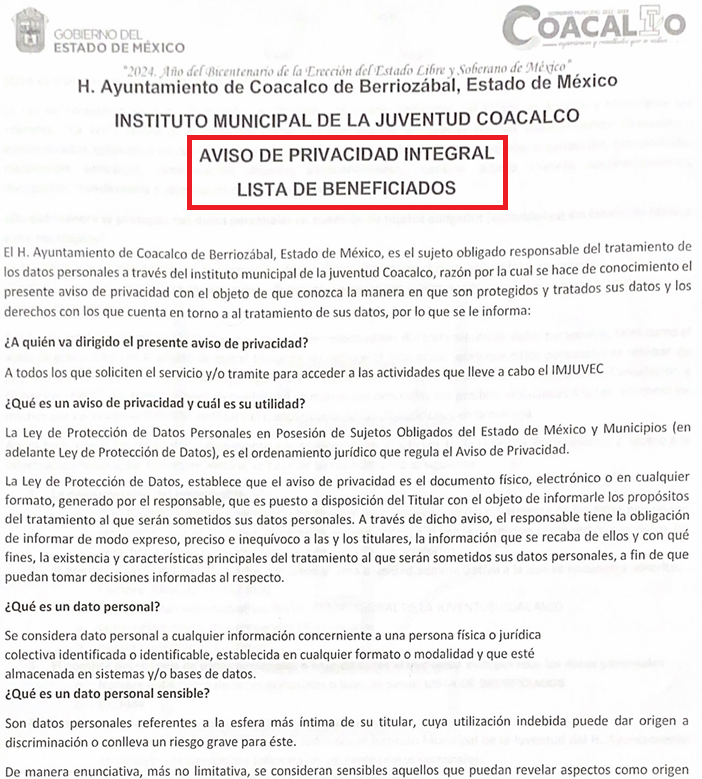 GOBIERNO DEL
ESTADO DE MÉXICO
GOBIERNO MUNICIPAL 2022 - 2024
COACALCO
experiencia y resultados que se notan
"2024. Año del Bicentenario de la Erección del Estado Libre y Soberano de México"
H. Ayuntamiento de Coacalco de Berriozábal, Estado de México
INSTITUTO MUNICIPAL DE LA JUVENTUD COACALCO
AVISO DE PRIVACIDAD INTEGRAL
LISTA DE BENEFICIADOS
El H. Ayuntamiento de Coacalco de Berriozábal, Estado de México, es el sujeto obligado responsable del tratamiento de
los datos personales a través del instituto municipal de la juventud Coacalco, razón por la cual se hace de conocimiento el
presente aviso de privacidad con el objeto de que conozca la manera en que son protegidos y tratados sus datos y los
derechos con los que cuenta en torno a al tratamiento de sus datos, por lo que se le informa:
¿A quién va dirigido el presente aviso de privacidad?
A todos los que soliciten el servicio y/o tramite para acceder a las actividades que lleve a cabo el IMJUVEC
¿Qué es un aviso de privacidad y cuál es su utilidad?
La Ley de Protección de Datos Personales en Posesión de Sujetos Obligados del Estado de México y Municipios (en
adelante Ley de Protección de Datos), es el ordenamiento jurídico que regula el Aviso de Privacidad.
La Ley de Protección de Datos, establece que el aviso de privacidad es el documento físico, electrónico o en cualquier
formato, generado por el responsable, que es puesto a disposición del Titular con el objeto de informarle los propósitos
del tratamiento al que serán sometidos sus datos personales. A través de dicho aviso, el responsable tiene la obligación
de informar de modo expreso, preciso e inequívoco a las y los titulares, la información que se recaba de ellos y con qué
fines, la existencia y características principales del tratamiento al que serán sometidos sus datos personales, a fin de que
puedan tomar decisiones informadas al respecto.
¿Qué es un dato personal?
Se considera dato personal a cualquier información concerniente a una persona física o jurídica
colectiva identificada o identificable, establecida en cualquier formato o modalidad y que esté
almacenada en sistemas y/o bases de datos.
¿Qué es un dato personal sensible?
Son datos personales referentes a la esfera más íntima de su titular, cuya utilización indebida puede dar origen a
discriminación o conlleva un riesgo grave para éste.
De manera enunciativa, más no limitativa, se consideran sensibles aquellos que puedan revelar aspectos como origen